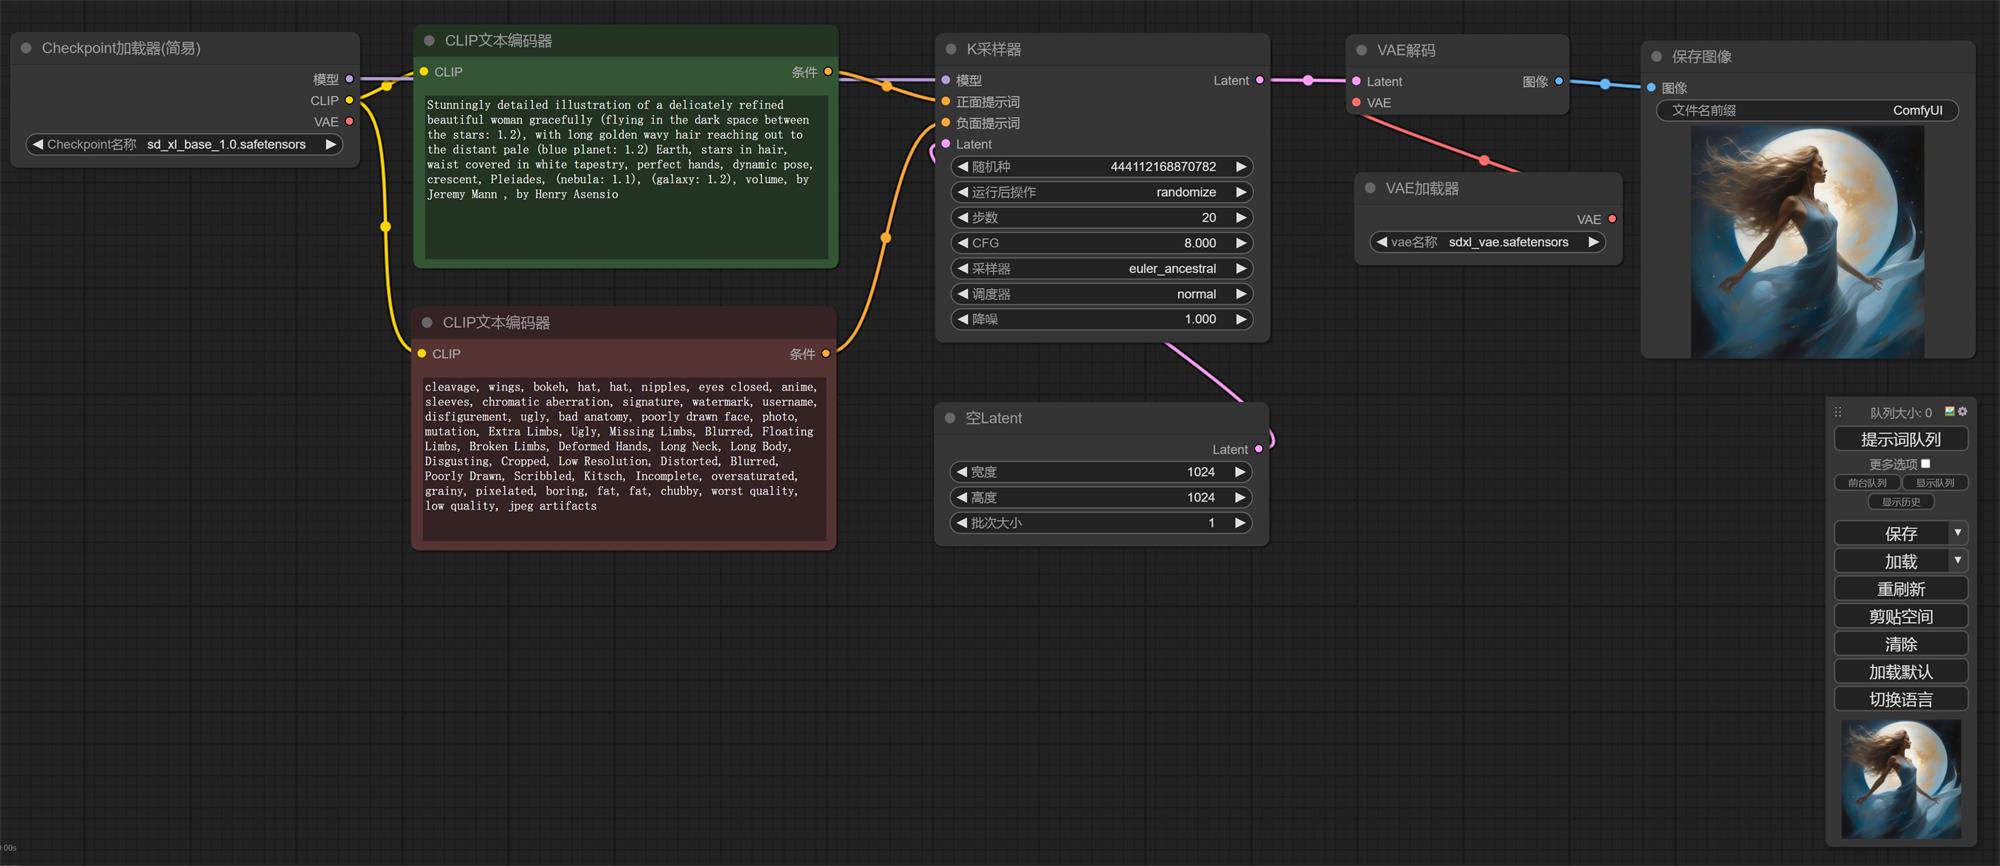 Checkpoint加载器(简易)
模型
CLIP
VAE
Checkpoint名称 sd_xl_base_1.0.safetensors
CLIP文本编码器
CLIP 条件
Stunningly detailed illustration of a delicately refined
beautiful woman gracefully (flying in the dark space between
the stars: 1.2), with long golden wavy hair reaching out to
the distant pale (blue planet: 1.2) Earth, stars in hair,
waist covered in white tapestry, perfect hands, dynamic pose,
crescent, Pleiades, (nebula: 1.1), (galaxy: 1.2), volume, by
Jeremy Mann , by Henry Asensio
CLIP文本编码器
CLIP 条件
cleavage, wings, bokeh, hat, hat, nipples, eyes closed, anime,
sleeves, chromatic aberration, signature, watermark, username,
disfigurement, ugly, bad anatomy, poorly drawn face, photo,
mutation, Extra Limbs, Ugly, Missing Limbs, Blurred, Floating
Limbs, Broken Limbs, Deformed Hands, Long Neck, Long Body,
Disgusting, Cropped, Low Resolution, Distorted, Blurred,
Poorly Drawn, Scribbled, Kitsch, Incomplete, oversaturated,
grainy, pixelated, boring, fat, fat, chubby, worst quality,
low quality, jpeg artifacts
K采样器
模型 Latent
正面提示词
负面提示词
Latent
随机种 444112168870782
运行后操作 randomize
步数 20
CFG 8.000
采样器 euler_ancestral
调度器 normal
降噪 1.000
空Latent
Latent
宽度 1024
高度 1024
批次大小 1
VAE解码
Latent 图像
VAE
VAE加载器
VAE
vae名称 sdxl_vae.safetensors
保存图像
图像
文件名前缀 ComfyUI
队列大小: 0
提示词队列
更多选项
前台队列 显示队列
显示历史
保存
加载
重刷新
剪贴空间
清除
加载默认
切换语言
00s